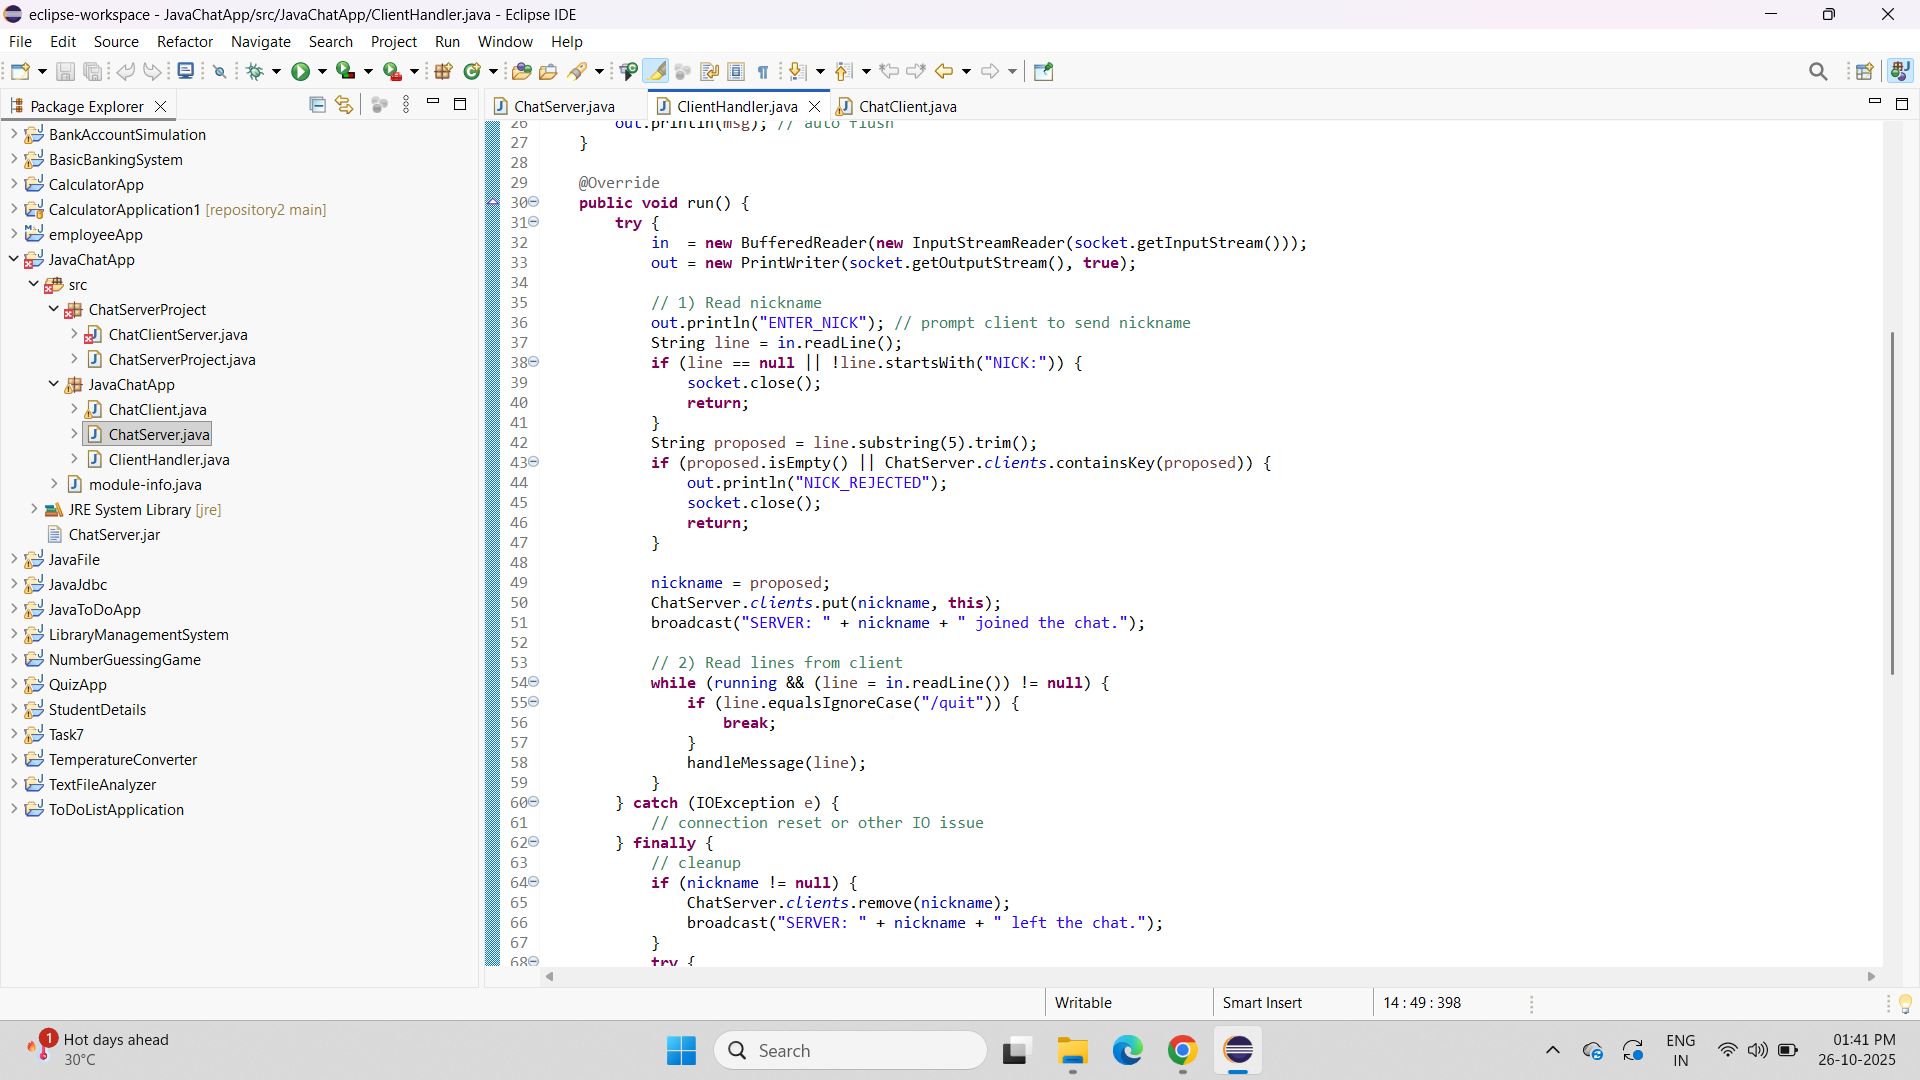 eclipse-workspace - JavaChatApp/src/JavaChatApp/ClientHandler.java - Eclipse IDE
File Edit Source Refactor Navigate Search Project Run Window Help
Package Explorer
BankAccountSimulation
BasicBankingSystem
CalculatorApp
CalculatorApplication1 [repository2 main]
employeeApp
JavaChatApp
src
ChatServerProject
ChatClientServer.java
ChatServerProject.java
JavaChatApp
ChatClient.java
ChatServer.java
ClientHandler.java
module-info.java
JRE System Library [jre]
ChatServer.jar
JavaFile
JavaJdbc
JavaToDoApp
LibraryManagementSystem
NumberGuessingGame
QuizApp
StudentDetails
Task7
TemperatureConverter
TextFileAnalyzer
ToDoListApplication
ChatServer.java ClientHandler.java ChatClient.java
26 out.println(msg); // auto flush
27 }
28
29 @Override
30 public void run() {
31 try {
32 in  = new BufferedReader(new InputStreamReader(socket.getInputStream()));
33 out = new PrintWriter(socket.getOutputStream(), true);
34
35 // 1) Read nickname
36 out.println("ENTER_NICK"); // prompt client to send nickname
37 String line = in.readLine();
38 if (line == null || !line.startsWith("NICK:")) {
39 socket.close();
40 return;
41 }
42 String proposed = line.substring(5).trim();
43 if (proposed.isEmpty() || ChatServer.clients.containsKey(proposed)) {
44 out.println("NICK_REJECTED");
45 socket.close();
46 return;
47 }
48
49 nickname = proposed;
50 ChatServer.clients.put(nickname, this);
51 broadcast("SERVER: " + nickname + " joined the chat.");
52
53 // 2) Read lines from client
54 while (running && (line = in.readLine()) != null) {
55 if (line.equalsIgnoreCase("/quit")) {
56 break;
57 }
58 handleMessage(line);
59 }
60 } catch (IOException e) {
61 // connection reset or other IO issue
62 } finally {
63 // cleanup
64 if (nickname != null) {
65 ChatServer.clients.remove(nickname);
66 broadcast("SERVER: " + nickname + " left the chat.");
67 }
68 try {
Writable Smart Insert 14 : 49 : 398
1
Hot days ahead
30°C
Search
ENG
IN
01:41 PM
26-10-2025